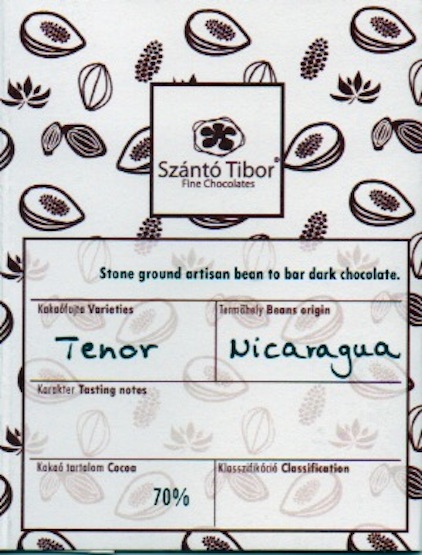 Szántó Tibor®
Fine Chocolates
Stone ground artisan bean to bar dark chocolate.
Kakaófajta Varieties
Termőhely Beans origin
Tenor
Nicaragua
Karakter Tasting notes
Kakaó tartalom Cocoa
Klasszifikáció Classification
70%